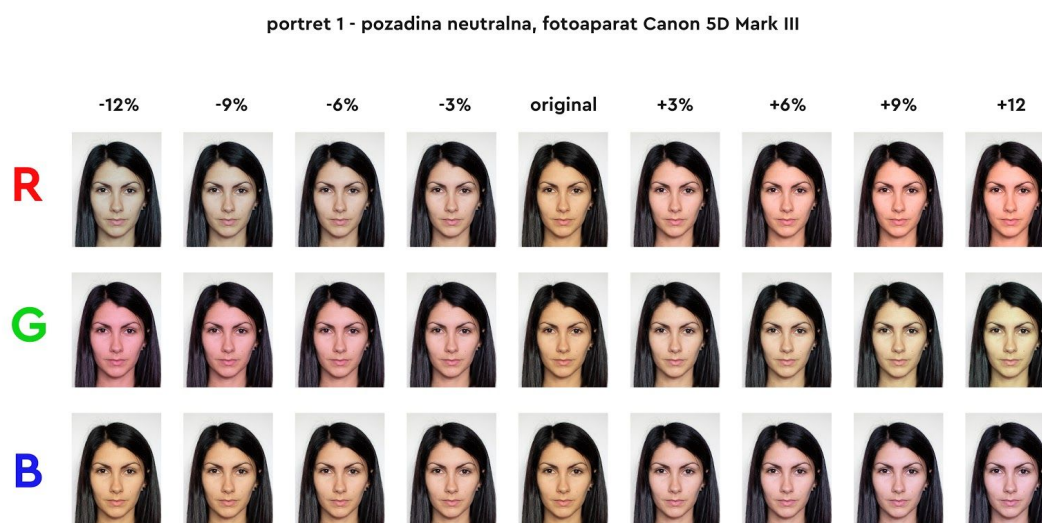 portret 1 - pozadina neutralna, fotoaparat Canon 5D Mark III
-12% -9% -6% -3% original +3% +6% +9% +12
R
G
B